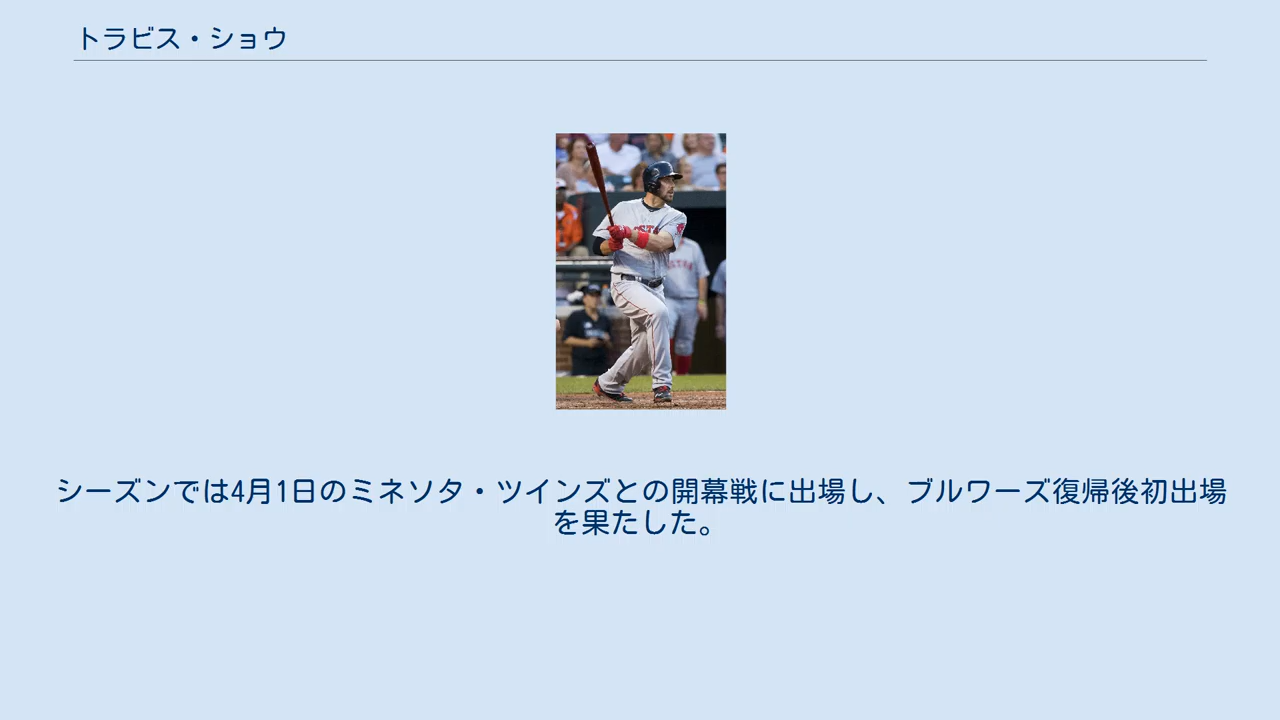 トラビス・ショウ
シーズンでは4月1日のミネソタ・ツインズとの開幕戦に出場し、ブルワーズ復帰後初出場
を果たした。